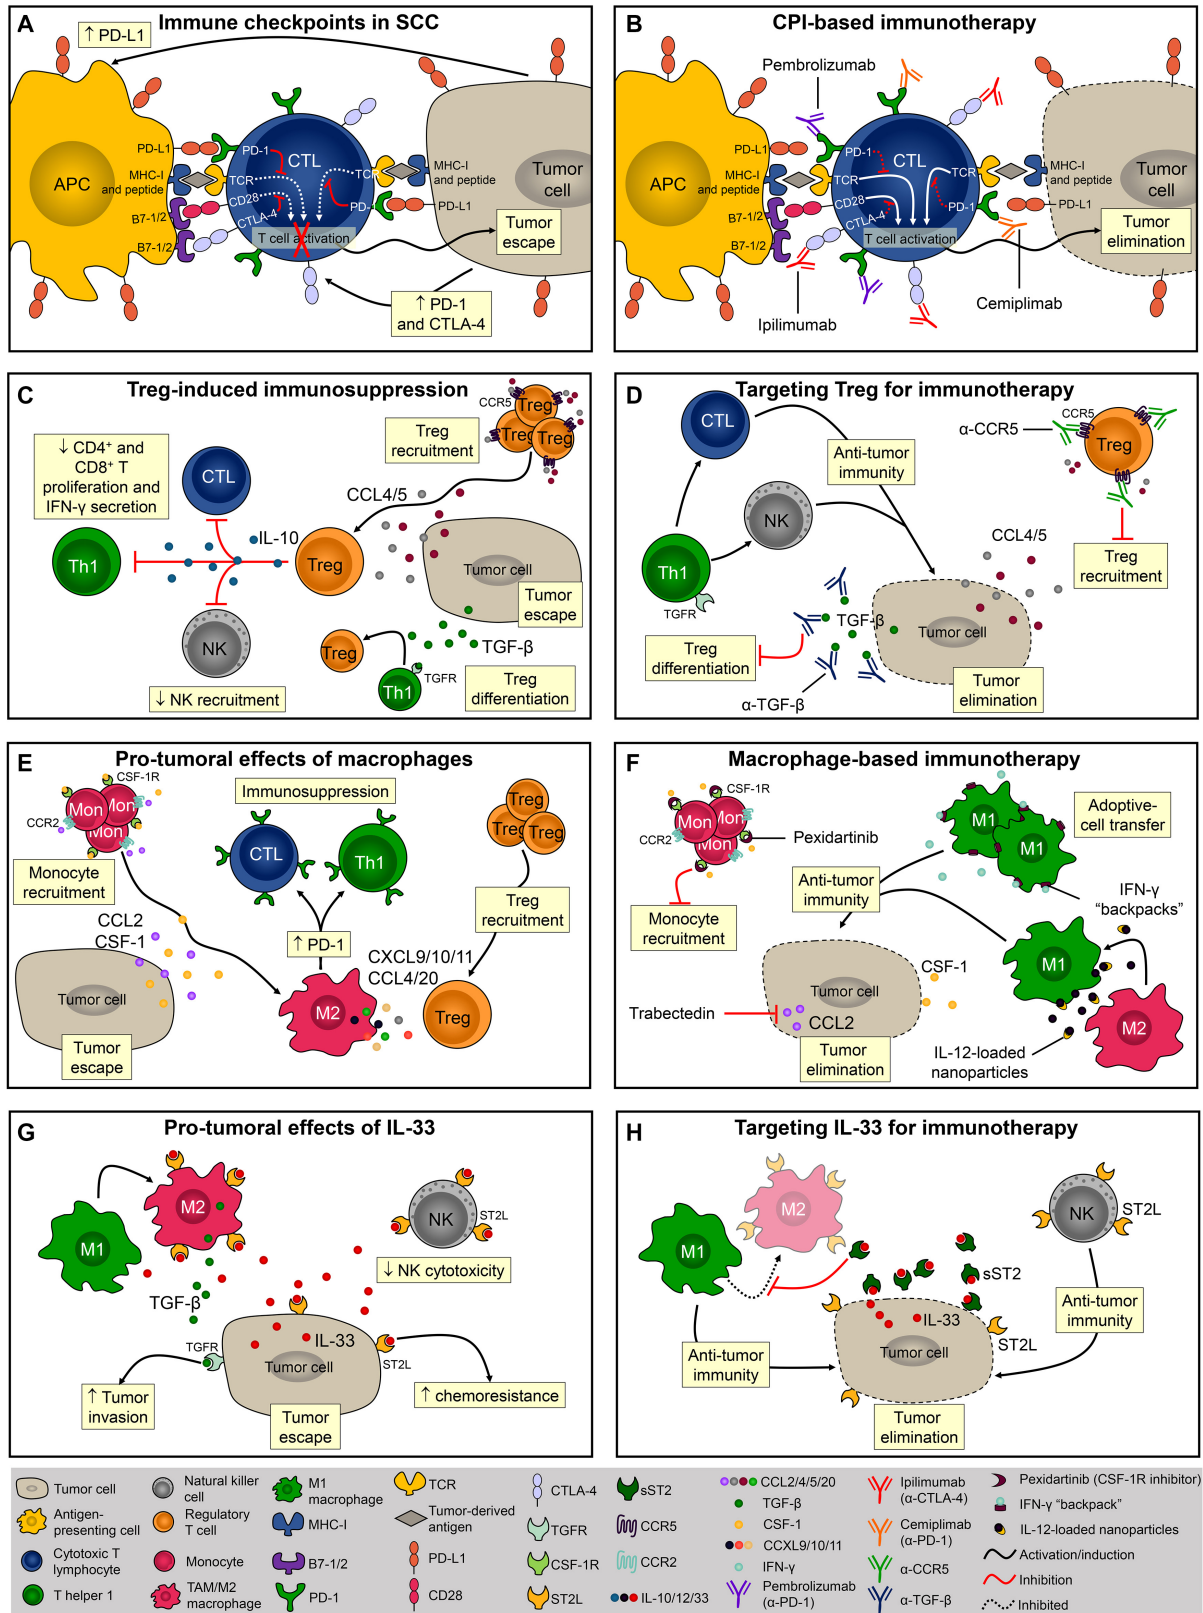 A
Immune checkpoints in SCC
↑ PD-L1
APC
PD-L1
MHC-I
and peptide
B7-1/2
B7-1/2
PD-1
CTL
TCR
CD28
CTLA-4
T cell activation
TCR
PD-1
MHC-I
and peptide
PD-L1
Tumor
cell
Tumor
escape
↑ PD-1
and CTLA-4
B
CPI-based immunotherapy
Pembrolizumab
APC
PD-L1
MHC-I
and peptide
B7-1/2
B7-1/2
PD-1
CTL
TCR
CD28
CTLA-4
T cell activation
TCR
PD-1
MHC-I
and peptide
PD-L1
Tumor
cell
Tumor
elimination
Cemiplimab
Ipilimumab
C
Treg-induced immunosuppression
↓ CD4⁺ and
CD8⁺ T
proliferation and
IFN-γ secretion
CTL
Treg
recruitment
CCR5
Treg
Treg
Treg
CCL4/5
IL-10
Th1
Treg
Tumor cell
Tumor
escape
NK
↓ NK recruitment
Treg
TGF-β
TGFR
Th1
Treg
differentiation
D
Targeting Treg for immunotherapy
CTL
Anti-tumor
immunity
α-CCR5
CCR5
Treg
NK
CCL4/5
Treg
recruitment
Th1
TGFR
TGF-β
Tumor cell
Treg
differentiation
α-TGF-β
Tumor
elimination
E
Pro-tumoral effects of macrophages
CSF-1R
Mon
Mon
Mon
CCR2
Monocyte
recruitment
Immunosuppression
CTL
Th1
Treg
Treg
Treg
Treg
recruitment
CCL2
CSF-1
↑ PD-1
CXCL9/10/11
CCL4/20
Tumor cell
M2
Treg
Tumor
escape
F
Macrophage-based immunotherapy
CSF-1R
Mon
Mon
Mon
CCR2
Pexidartinib
M1
M1
Adoptive-
cell transfer
Anti-tumor
immunity
IFN-γ
“backpacks”
Monocyte
recruitment
M1
CSF-1
Tumor cell
Trabectedin
CCL2
M2
Tumor
elimination
IL-12-loaded
nanoparticles
G
Pro-tumoral effects of IL-33
M2
M1
NK
ST2L
↓ NK cytotoxicity
TGF-β
IL-33
TGFR
Tumor cell
ST2L
↑ Tumor
invasion
↑ chemoresistance
Tumor
escape
H
Targeting IL-33 for immunotherapy
M2
M1
NK
ST2L
sST2
Anti-tumor
immunity
IL-33
ST2L
Anti-tumor
immunity
Tumor cell
Tumor
elimination
Tumor cell
Antigen-
presenting cell
Cytotoxic T
lymphocyte
T helper 1
Natural killer
cell
Regulatory
T cell
Monocyte
TAM/M2
macrophage
M1
macrophage
MHC-I
B7-1/2
PD-1
TCR
Tumor-derived
antigen
PD-L1
CD28
CTLA-4
TGFR
CSF-1R
ST2L
sST2
CCR5
CCR2
IL-10/12/33
CCL2/4/5/20
TGF-β
CSF-1
CCXL9/10/11
IFN-γ
Pembrolizumab
(α-PD-1)
Ipilimumab
(α-CTLA-4)
Cemiplimab
(α-PD-1)
α-CCR5
α-TGF-β
Pexidartinib (CSF-1R inhibitor)
IFN-γ “backpack”
IL-12-loaded nanoparticles
Activation/induction
Inhibition
Inhibited